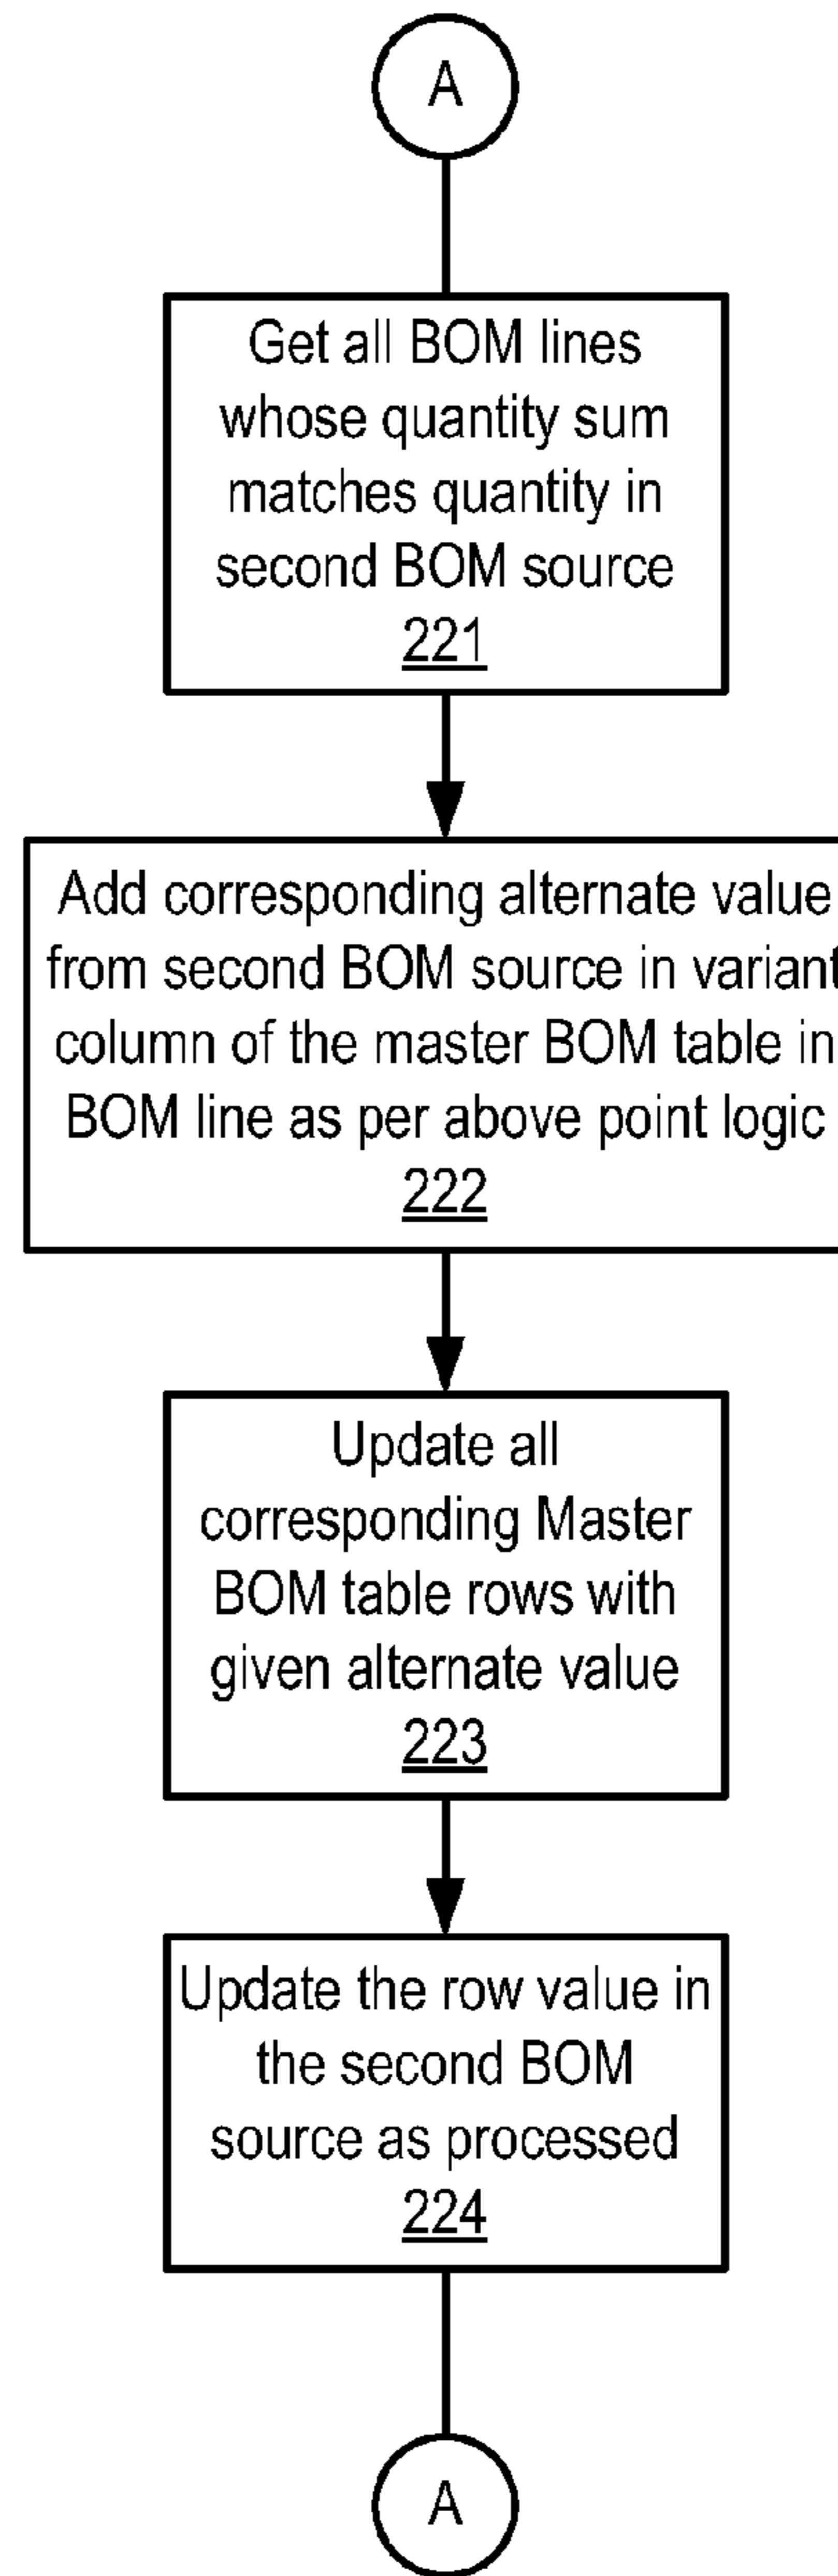 A
Get all BOM lines
whose quantity sum
matches quantity in
second BOM source
221
Add corresponding alternate value
from second BOM source in variant
column of the master BOM table in
BOM line as per above point logic
222
Update all
corresponding Master
BOM table rows with
given alternate value
223
Update the row value in
the second BOM
source as processed
224
A